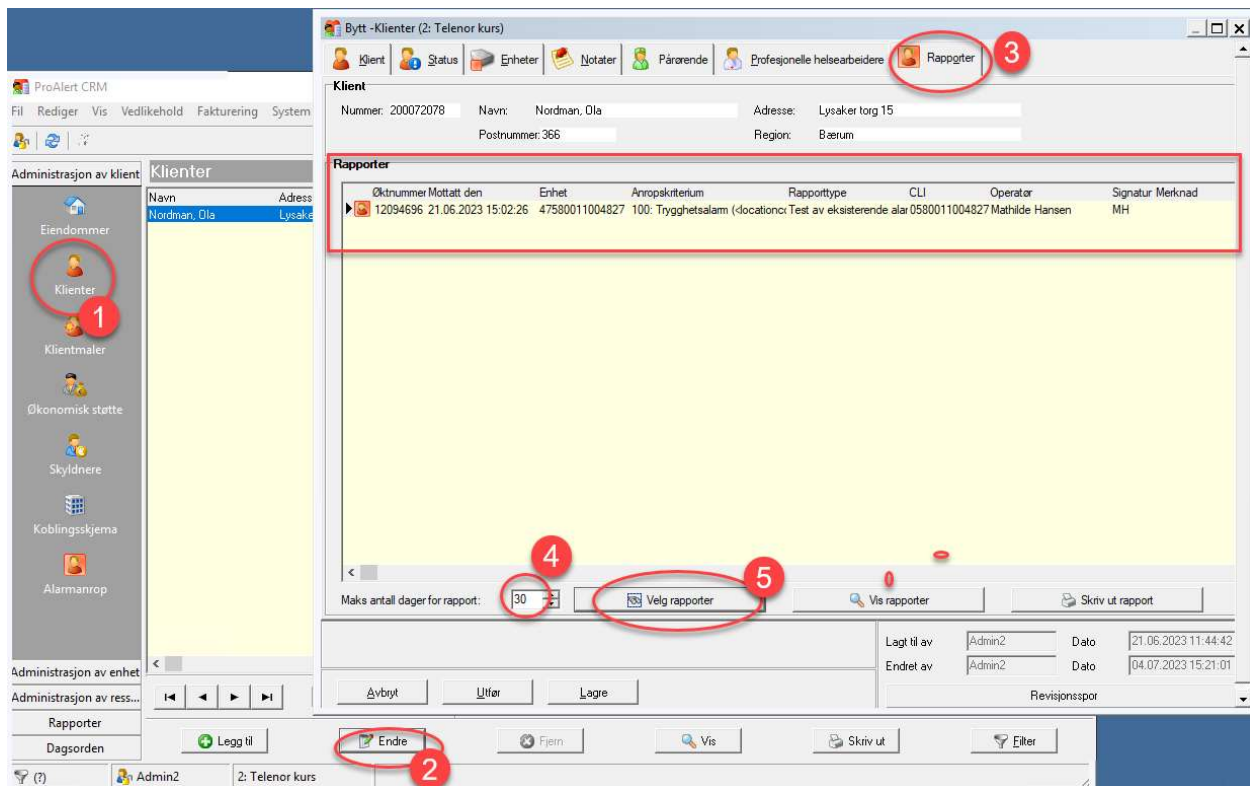 Bytt -Klienter (2: Telenor kurs)
Klient Status Enheter Notater Pårørende Profesjonelle helsearbeidere Rapporter 3
Klient
Nummer: 200072078 Navn: Nordman, Ola Adresse: Lysaker torg 15
Postnummer: 366 Region: Bærum
Rapporter
Øktnummer Mottatt den Enhet Anropskriterium Rapporttype CLI Operatør Signatur Merknad
12094696 21.06.2023 15:02:26 47580011004827 100: Trygghetsalarm (<locationc Test av eksisterende alar 0580011004827 Mathilde Hansen MH
4 5
Maks antall dager for rapport: 30 Velg rapporter Vis rapporter Skriv ut rapport
Lagt til av Admin2 Dato 21.06.2023 11:44:42
Endret av Admin2 Dato 04.07.2023 15:21:01
Avbryt Utfør Lagre Revisjonsspor
ProAlert CRM
Fil Rediger Vis Vedlikehold Fakturering System
Administrasjon av klient
Eiendommer
Klienter
1
Klientmaler
Økonomisk støtte
Skyldnere
Koblingsskjema
Alarmanrop
Administrasjon av enhet
Administrasjon av ress...
Rapporter
Dagsorden
Klienter
Navn Adress
Nordman, Ola Lysake
Legg til Endre Fjern Vis Skriv ut Filter
2
(?) Admin2 2: Telenor kurs